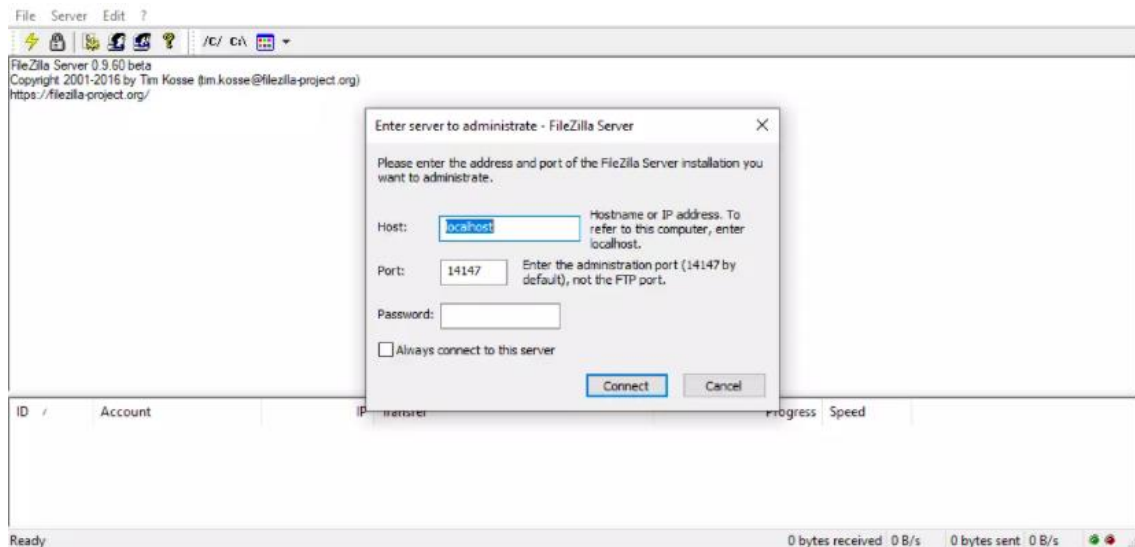 File Server Edit ?
/C/ C:\
FileZilla Server 0.9.60 beta
Copyright 2001-2016 by Tim Kosse (tim.kosse@filezilla-project.org)
https://filezilla-project.org/
Enter server to administrate - FileZilla Server
Please enter the address and port of the FileZilla Server installation you
want to administrate.
Host:
localhost
Hostname or IP address. To
refer to this computer, enter
localhost.
Port:
14147
Enter the administration port (14147 by
default), not the FTP port.
Password:
Always connect to this server
Connect Cancel
ID / Account IP Transfer Progress Speed
Ready 0 bytes received 0 B/s 0 bytes sent 0 B/s